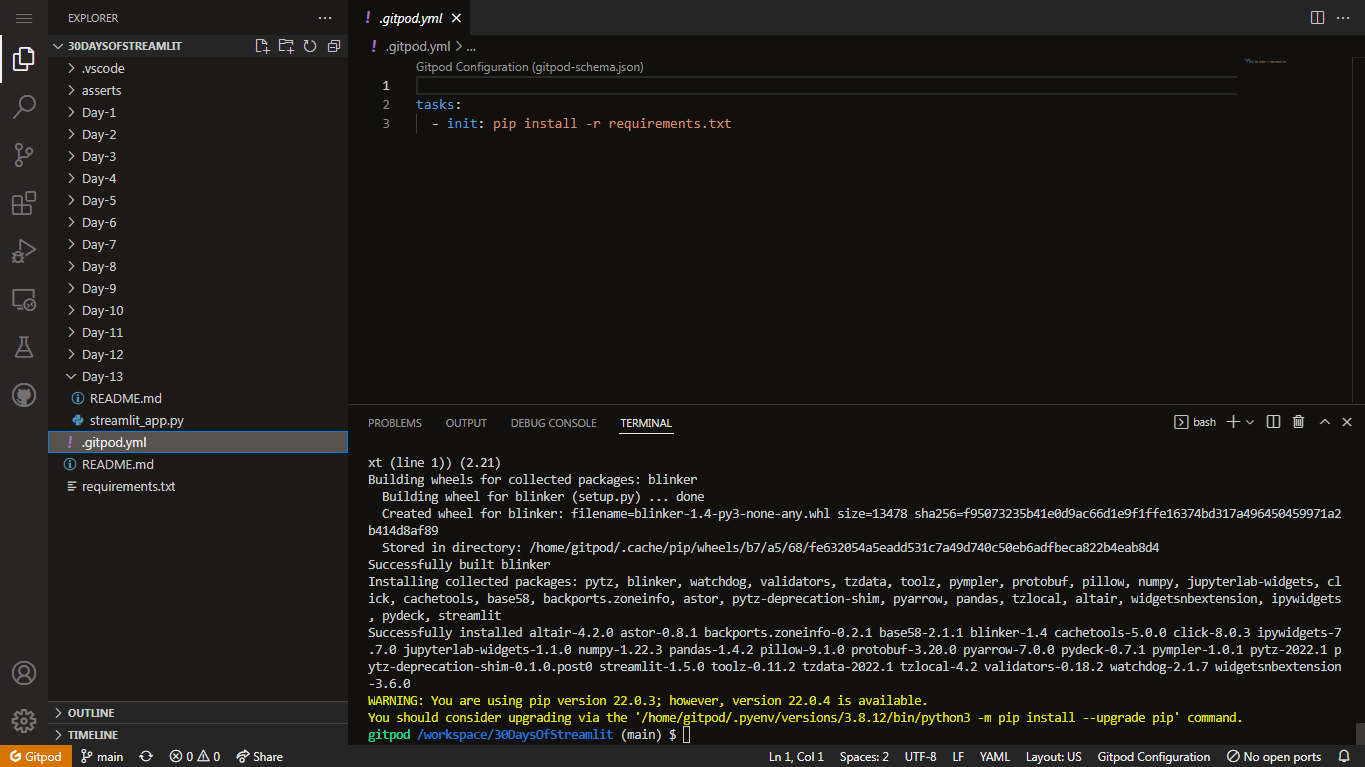 EXPLORER
30DAYSOFSTREAMLIT
.vscode
asserts
Day-1
Day-2
Day-3
Day-4
Day-5
Day-6
Day-7
Day-8
Day-9
Day-10
Day-11
Day-12
Day-13
README.md
streamlit_app.py
! .gitpod.yml
README.md
requirements.txt
OUTLINE
TIMELINE
! .gitpod.yml
! .gitpod.yml > ...
Gitpod Configuration (gitpod-schema.json)
1
2 tasks:
3 - init: pip install -r requirements.txt
PROBLEMS OUTPUT DEBUG CONSOLE TERMINAL bash
xt (line 1)) (2.21)
Building wheels for collected packages: blinker
Building wheel for blinker (setup.py) ... done
Created wheel for blinker: filename=blinker-1.4-py3-none-any.whl size=13478 sha256=f95073235b41e0d9ac66d1e9f1ffe16374bd317a496450459971a2
b414d8af89
Stored in directory: /home/gitpod/.cache/pip/wheels/b7/a5/68/fe632054a5eadd531c7a49d740c50eb6adfbeca822b4eab8d4
Successfully built blinker
Installing collected packages: pytz, blinker, watchdog, validators, tzdata, toolz, pympler, protobuf, pillow, numpy, jupyterlab-widgets, cl
ick, cachetools, base58, backports.zoneinfo, astor, pytz-deprecation-shim, pyarrow, pandas, tzlocal, altair, widgetsnbextension, ipywidgets
, pydeck, streamlit
Successfully installed altair-4.2.0 astor-0.8.1 backports.zoneinfo-0.2.1 base58-2.1.1 blinker-1.4 cachetools-5.0.0 click-8.0.3 ipywidgets-7
.7.0 jupyterlab-widgets-1.1.0 numpy-1.22.3 pandas-1.4.2 pillow-9.1.0 protobuf-3.20.0 pyarrow-7.0.0 pydeck-0.7.1 pympler-1.0.1 pytz-2022.1 p
ytz-deprecation-shim-0.1.0.post0 streamlit-1.5.0 toolz-0.11.2 tzdata-2022.1 tzlocal-4.2 validators-0.18.2 watchdog-2.1.7 widgetsnbextension
-3.6.0
WARNING: You are using pip version 22.0.3; however, version 22.0.4 is available.
You should consider upgrading via the '/home/gitpod/.pyenv/versions/3.8.12/bin/python3 -m pip install --upgrade pip' command.
gitpod /workspace/30DaysOfStreamlit (main) $
Gitpod main 0 0 Share Ln 1, Col 1 Spaces: 2 UTF-8 LF YAML Layout: US Gitpod Configuration No open ports